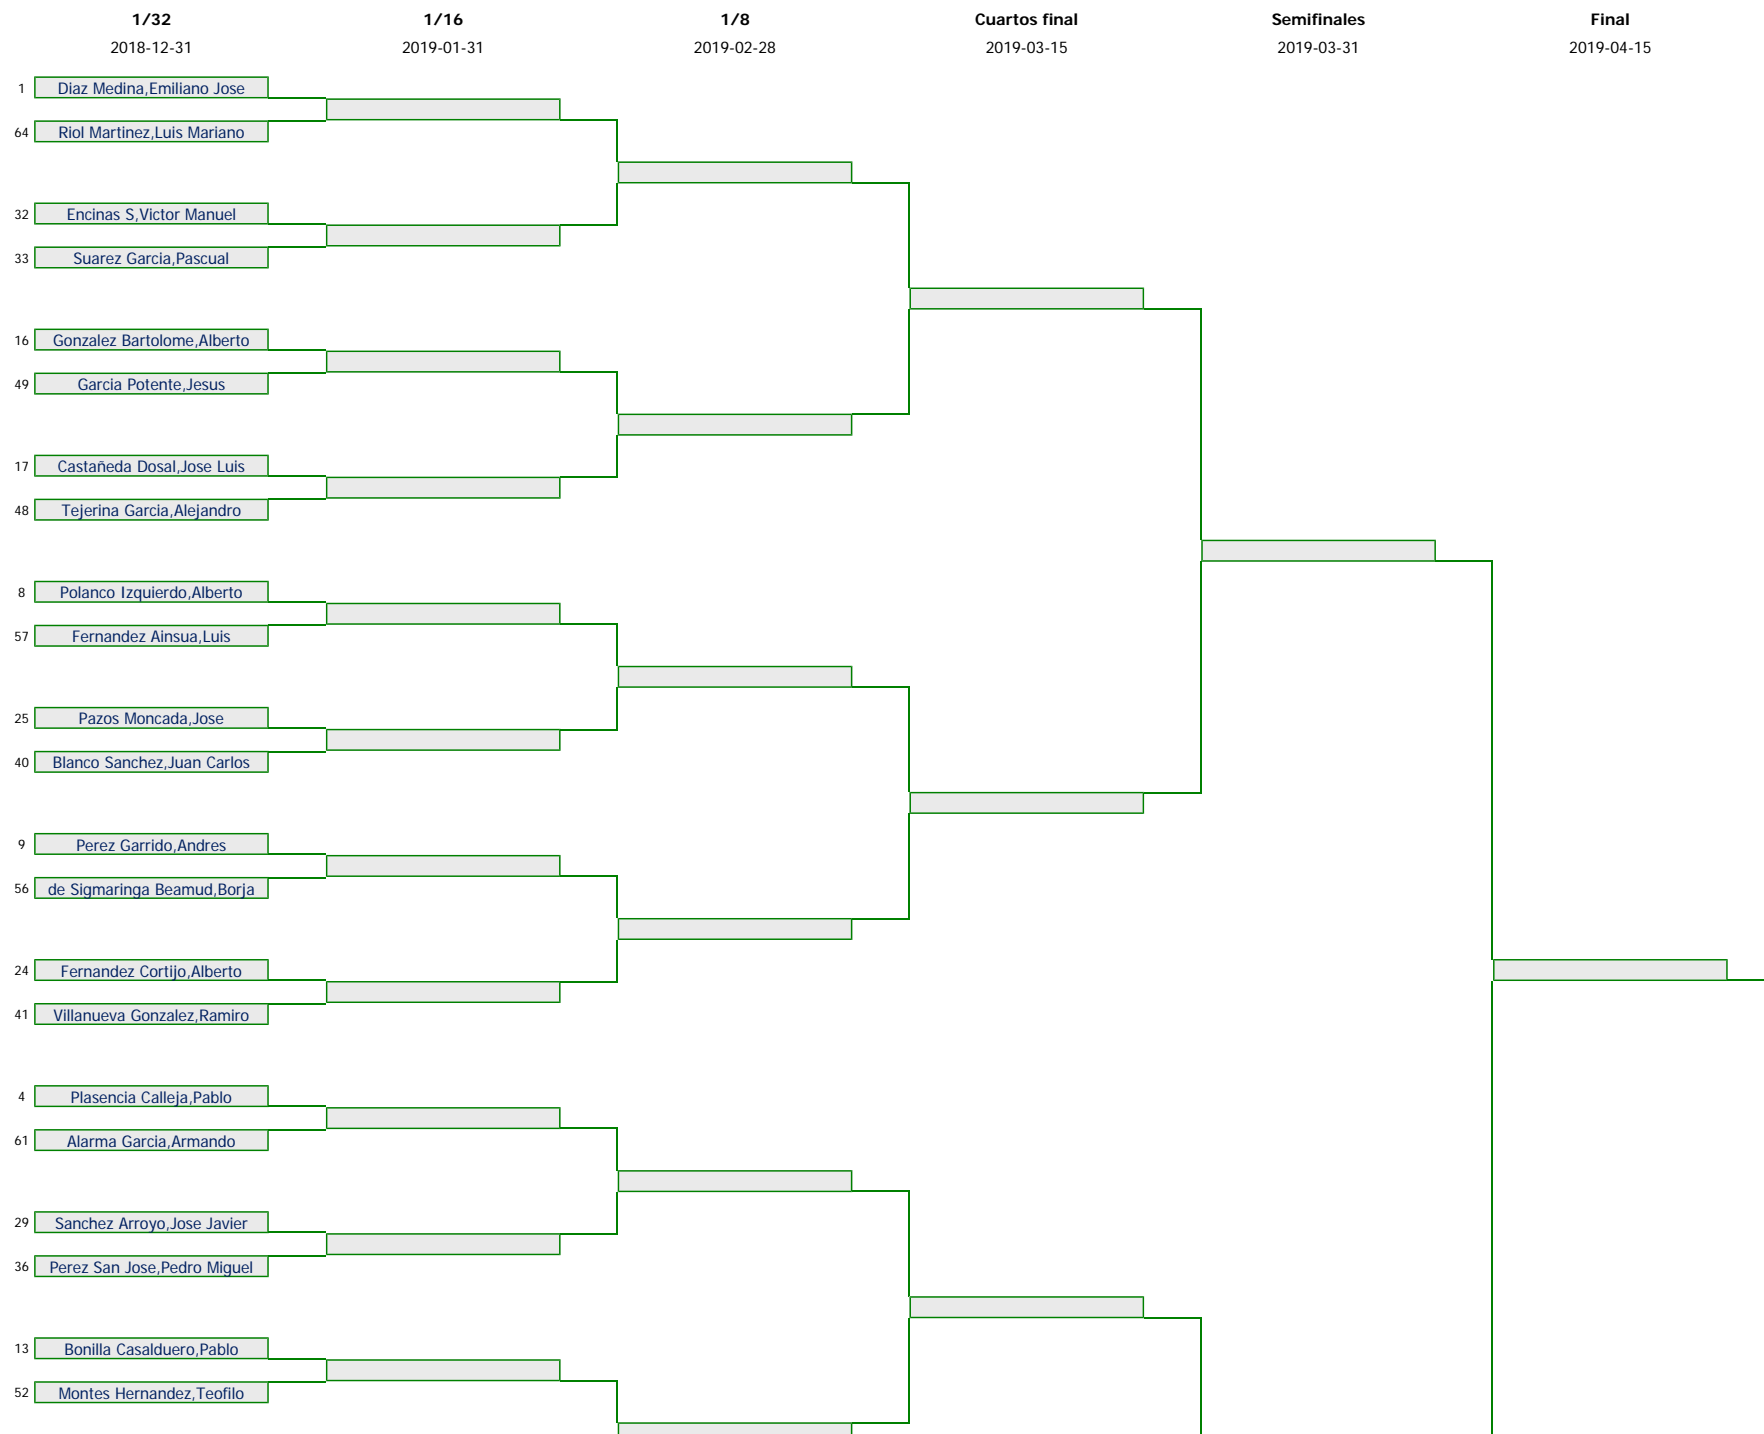 1/32 1/16 1/8 Cuartos final Semifinales Final
2018-12-31 2019-01-31 2019-02-28 2019-03-15 2019-03-31 2019-04-15
1 Diaz Medina,Emiliano Jose
64 Riol Martinez,Luis Mariano
32 Encinas S,Victor Manuel
33 Suarez Garcia,Pascual
16 Gonzalez Bartolome,Alberto
49 Garcia Potente,Jesus
17 Castañeda Dosal,Jose Luis
48 Tejerina Garcia,Alejandro
8 Polanco Izquierdo,Alberto
57 Fernandez Ainsua,Luis
25 Pazos Moncada,Jose
40 Blanco Sanchez,Juan Carlos
9 Perez Garrido,Andres
56 de Sigmaringa Beamud,Borja
24 Fernandez Cortijo,Alberto
41 Villanueva Gonzalez,Ramiro
4 Plasencia Calleja,Pablo
61 Alarma Garcia,Armando
29 Sanchez Arroyo,Jose Javier
36 Perez San Jose,Pedro Miguel
13 Bonilla Casalduero,Pablo
52 Montes Hernandez,Teofilo